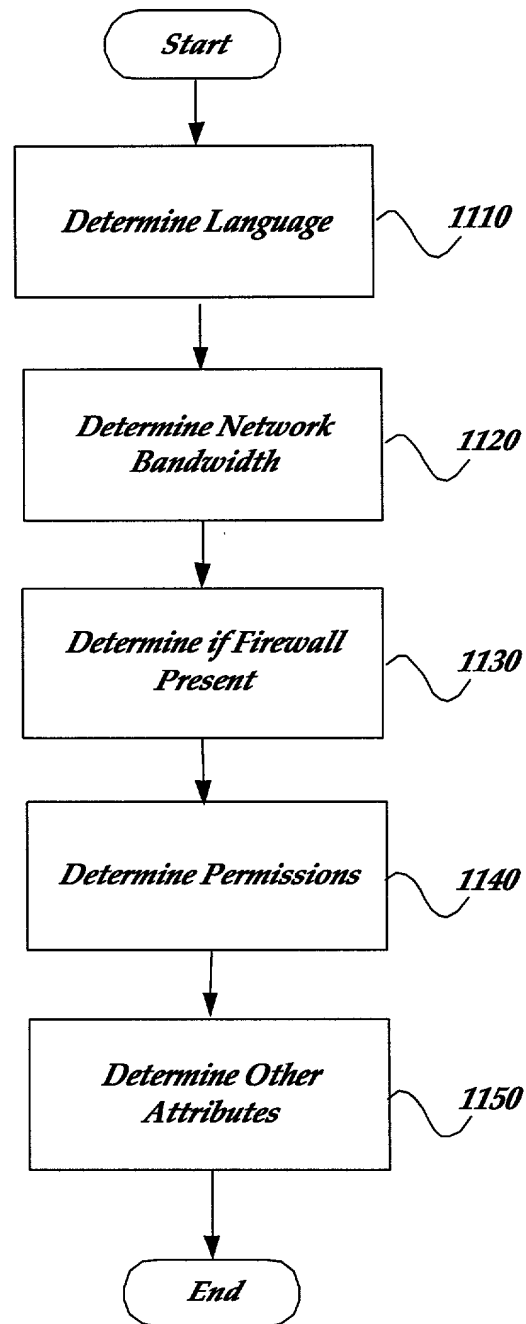 Start
Determine Language
1110
Determine Network
Bandwidth
1120
Determine if Firewall
Present
1130
Determine Permissions
1140
Determine Other
Attributes
1150
End